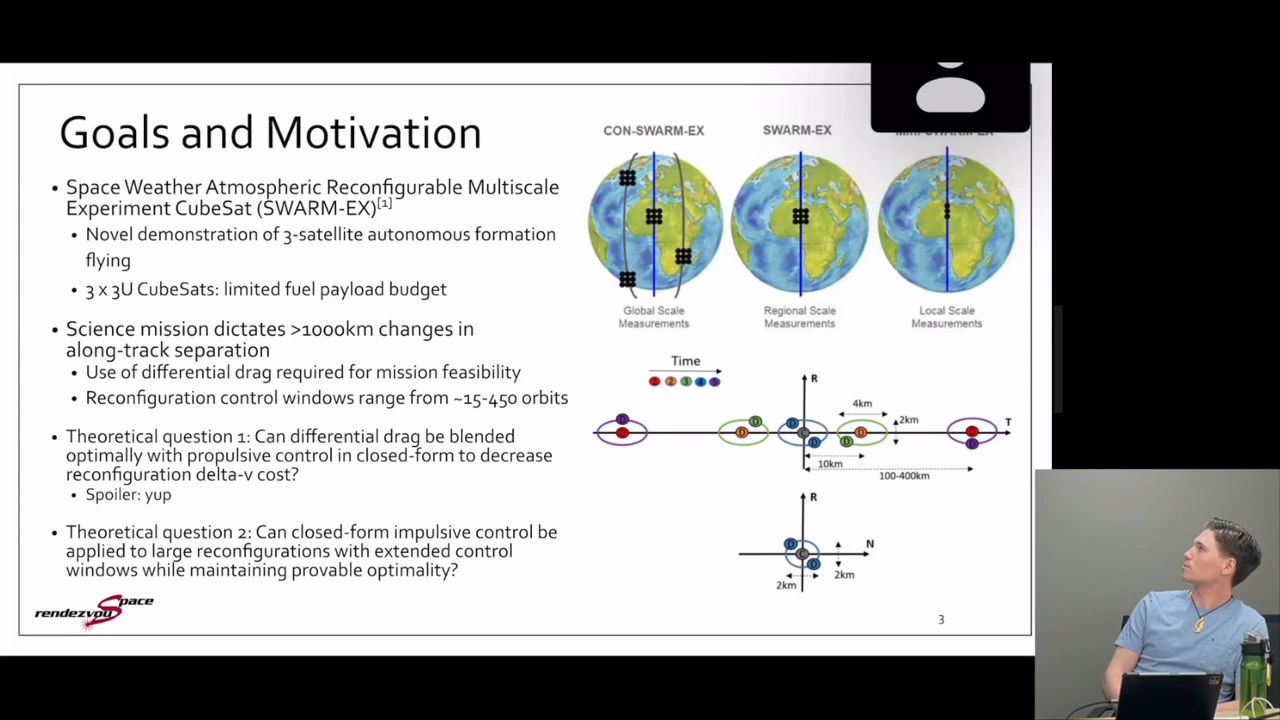 Goals and Motivation
• Space Weather Atmospheric Reconfigurable Multiscale
Experiment CubeSat (SWARM-EX)[1]
• Novel demonstration of 3-satellite autonomous formation
flying
• 3 x 3U CubeSats: limited fuel payload budget
• Science mission dictates >1000km changes in
along-track separation
• Use of differential drag required for mission feasibility
• Reconfiguration control windows range from ~15-450 orbits
• Theoretical question 1: Can differential drag be blended
optimally with propulsive control in closed-form to decrease
reconfiguration delta-v cost?
• Spoiler: yup
• Theoretical question 2: Can closed-form impulsive control be
applied to large reconfigurations with extended control
windows while maintaining provable optimality?
rendezvouSpace
CON-SWARM-EX
SWARM-EX
Global Scale
Measurements
Regional Scale
Measurements
Local Scale
Measurements
Time
1 2 3 4 5
R
4km
2km
T
D D D D D C D D D D D
10km
100-400km
R
N
D C D
2km
2km
3